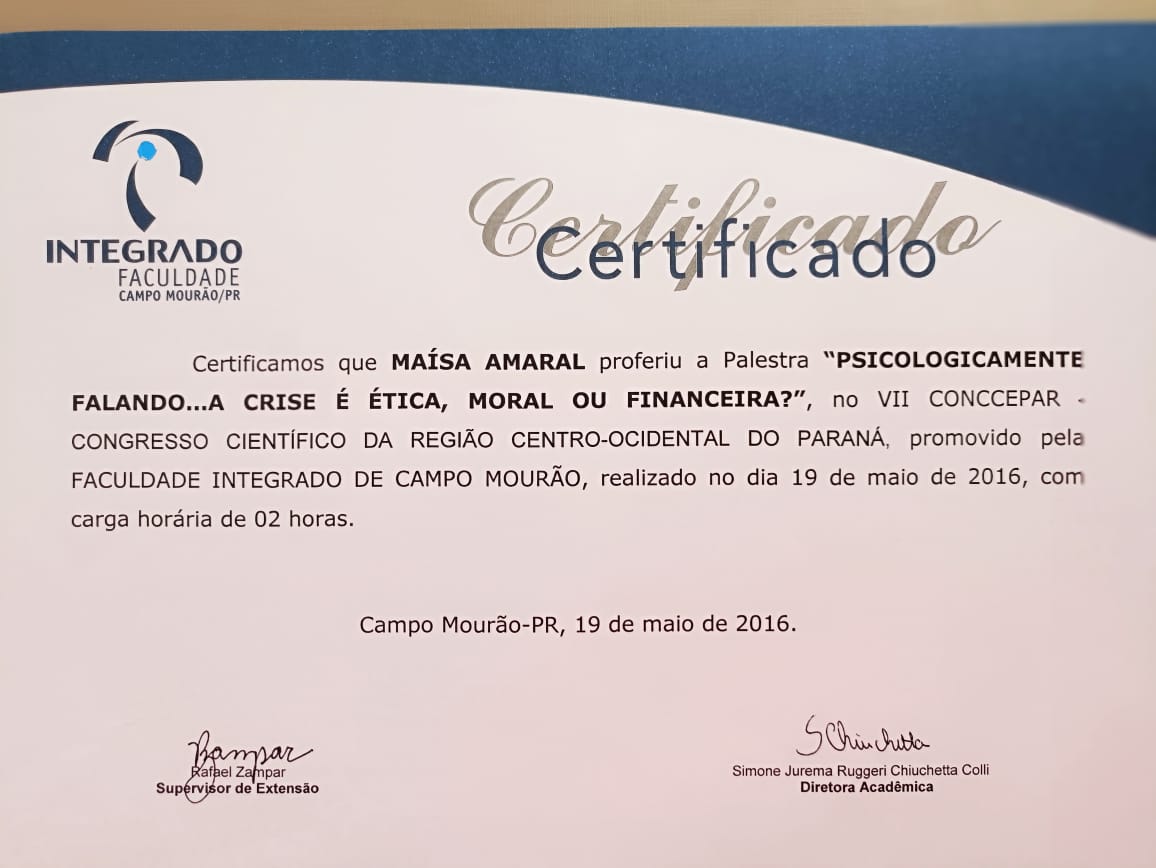 INTEGRADO
FACULDADE
CAMPO MOURÃO/PR
Certificado
Certificado
Certificamos que MAÍSA AMARAL proferiu a Palestra “PSICOLOGICAMENTE
FALANDO...A CRISE É ÉTICA, MORAL OU FINANCEIRA?”, no VII CONCCEPAR -
CONGRESSO CIENTÍFICO DA REGIÃO CENTRO-OCIDENTAL DO PARANÁ, promovido pela
FACULDADE INTEGRADO DE CAMPO MOURÃO, realizado no dia 19 de maio de 2016, com
carga horária de 02 horas.
Campo Mourão-PR, 19 de maio de 2016.
Rafael Zampar
Supervisor de Extensão
SChiuchetta
Simone Jurema Ruggeri Chiuchetta Colli
Diretora Acadêmica